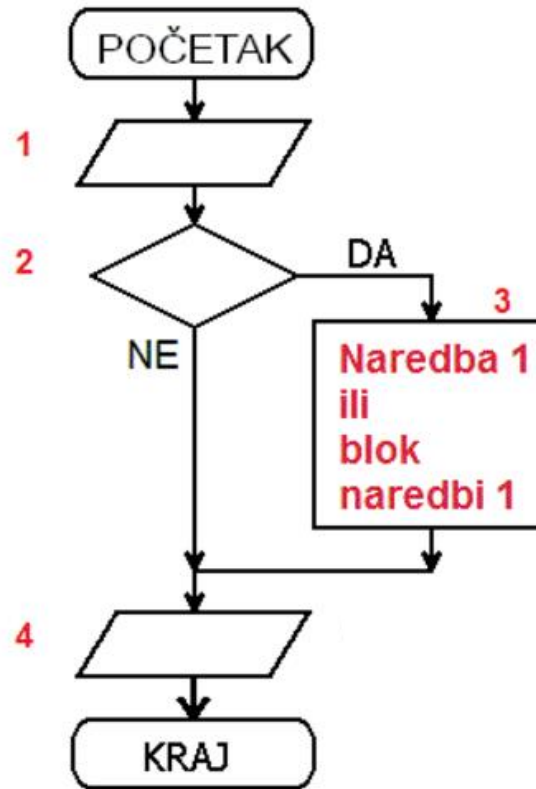 POČETAK
1
2
DA
3
NE
Naredba 1
ili
blok
naredbi 1
4
KRAJ